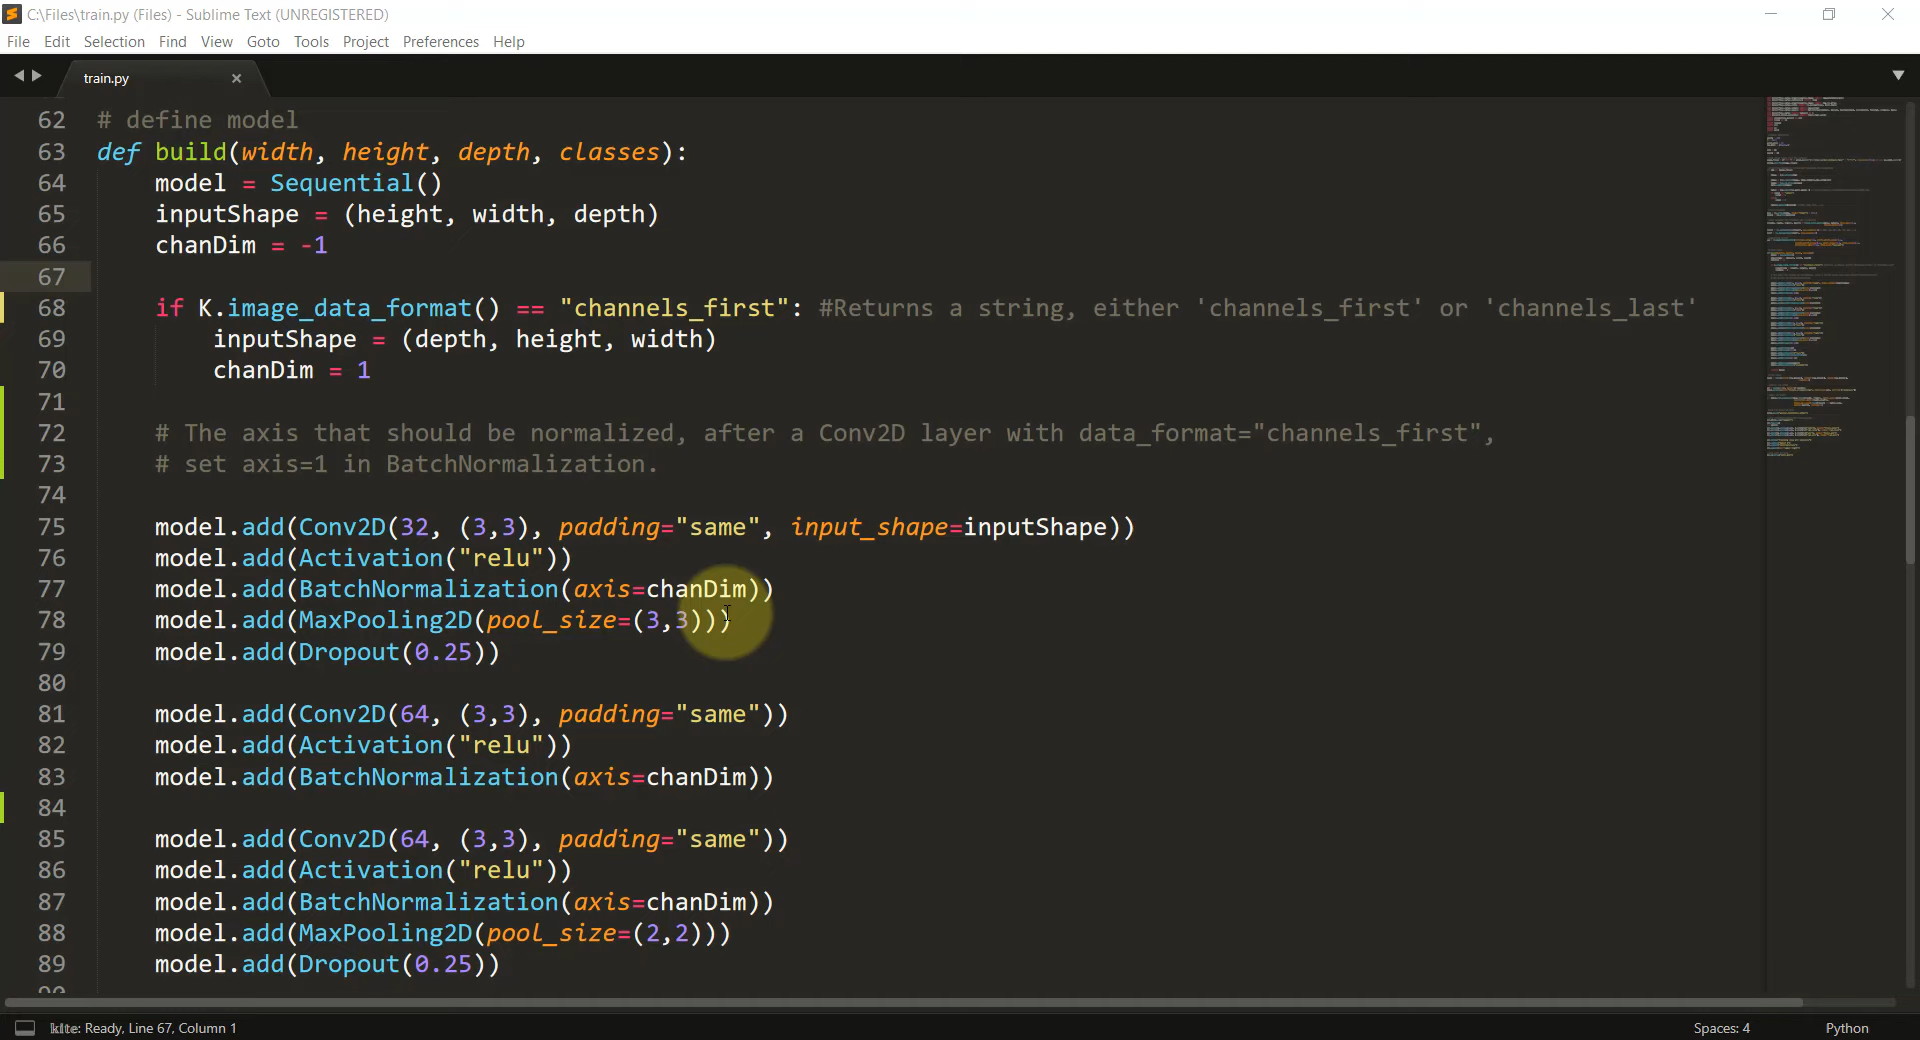 C:\Files\train.py (Files) - Sublime Text (UNREGISTERED)
File Edit Selection Find View Goto Tools Project Preferences Help
train.py
62 # define model
63 def build(width, height, depth, classes):
64     model = Sequential()
65     inputShape = (height, width, depth)
66     chanDim = -1
67
68     if K.image_data_format() == "channels_first": #Returns a string, either 'channels_first' or 'channels_last'
69         inputShape = (depth, height, width)
70         chanDim = 1
71
72     # The axis that should be normalized, after a Conv2D layer with data_format="channels_first",
73     # set axis=1 in BatchNormalization.
74
75     model.add(Conv2D(32, (3,3), padding="same", input_shape=inputShape))
76     model.add(Activation("relu"))
77     model.add(BatchNormalization(axis=chanDim))
78     model.add(MaxPooling2D(pool_size=(3,3)))
79     model.add(Dropout(0.25))
80
81     model.add(Conv2D(64, (3,3), padding="same"))
82     model.add(Activation("relu"))
83     model.add(BatchNormalization(axis=chanDim))
84
85     model.add(Conv2D(64, (3,3), padding="same"))
86     model.add(Activation("relu"))
87     model.add(BatchNormalization(axis=chanDim))
88     model.add(MaxPooling2D(pool_size=(2,2)))
89     model.add(Dropout(0.25))
90
kite: Ready, Line 67, Column 1 Spaces: 4 Python